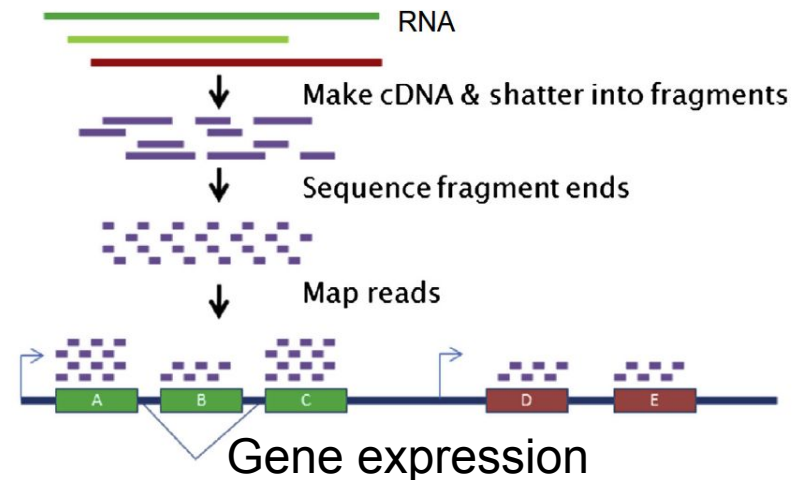 RNA
Make cDNA & shatter into fragments
Sequence fragment ends
Map reads
A B C D E
Gene expression